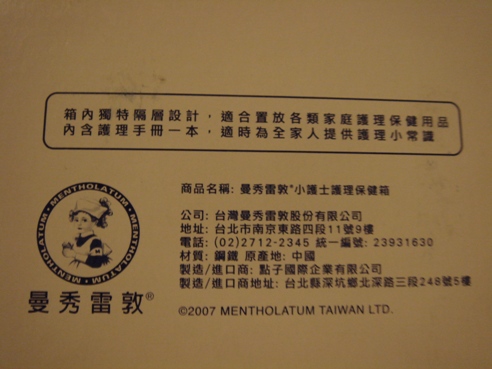 箱內獨特隔層設計，適合置放各類家庭護理保健用品
內含護理手冊一本，適時為全家人提供護理小常識
MENTHOLATUM · MENTHOLATUM · MENTHOLATUM
曼秀雷敦®
商品名稱: 曼秀雷敦®小護士護理保健箱
公司: 台灣曼秀雷敦股份有限公司
地址: 台北市南京東路四段11號9樓
電話: (02)2712-2345 統一編號: 23931630
材質: 鋼鐵 原產地: 中國
製造/進口商: 點子國際企業有限公司
製造/進口商地址: 台北縣深坑鄉北深路三段248號5樓
©2007 MENTHOLATUM TAIWAN LTD.